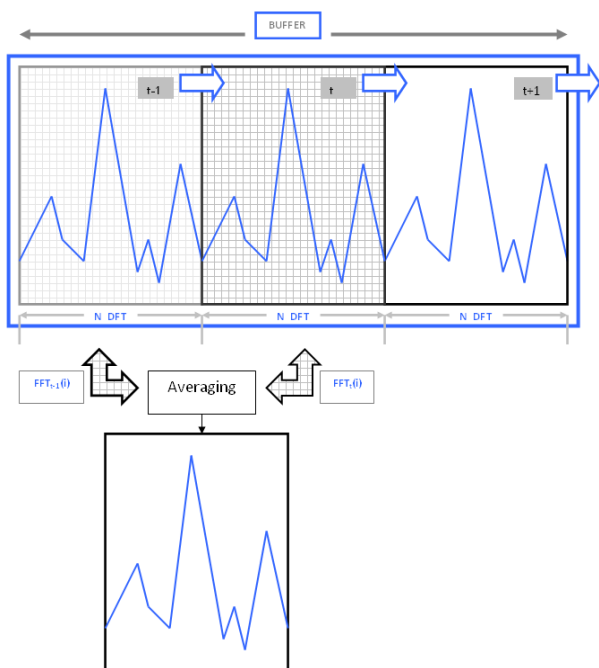 BUFFER
t-1
t
t+1
N DFT
N DFT
N DFT
FFTt-1(i)
Averaging
FFTt(i)